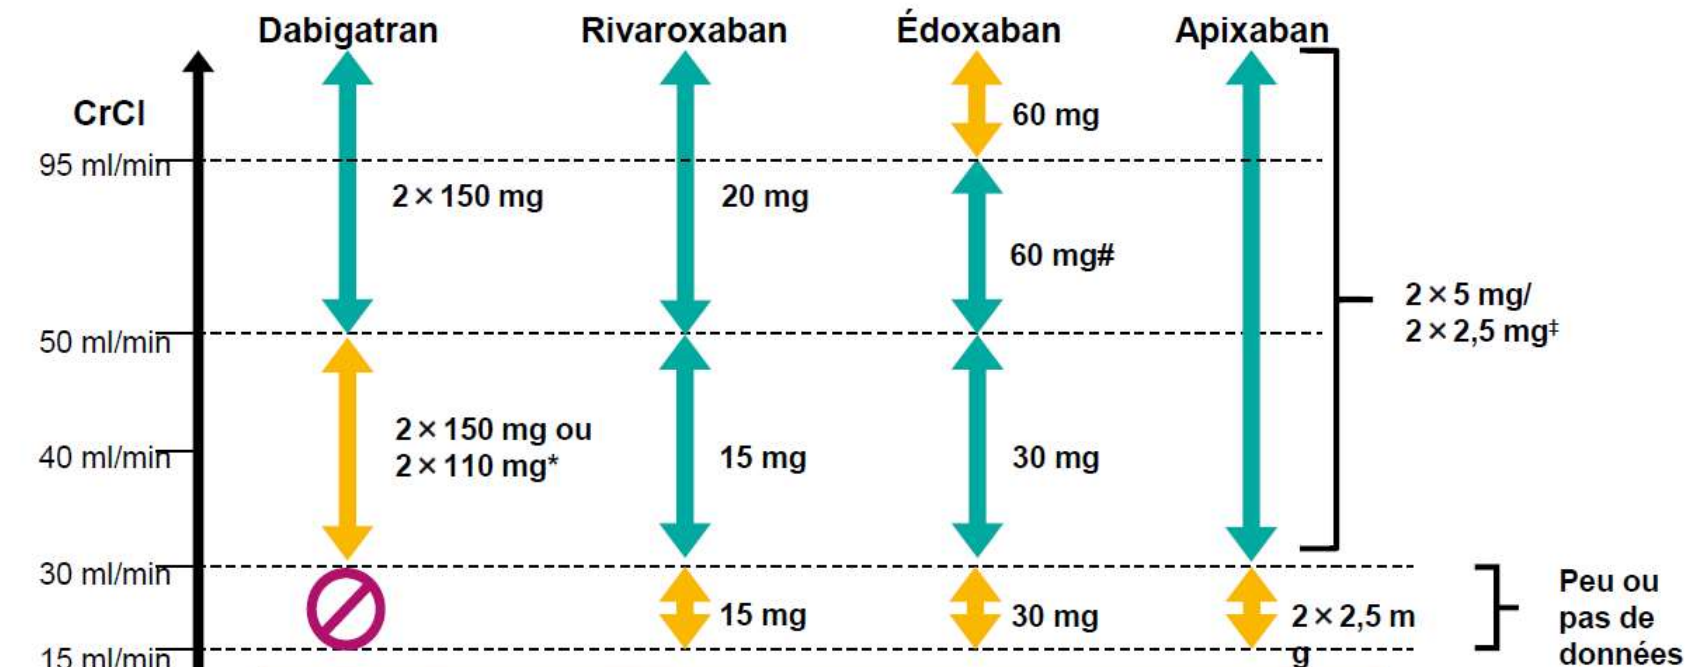 Dabigatran Rivaroxaban Édoxaban Apixaban
CrCl
60 mg
95 ml/min
2×150 mg
20 mg
60 mg#
2×5 mg/
2×2,5 mg‡
50 ml/min
2×150 mg ou
2×110 mg*
40 ml/min
15 mg
30 mg
30 ml/min
15 mg
30 mg
2×2,5 m
g
Peu ou
pas de
données
15 ml/min